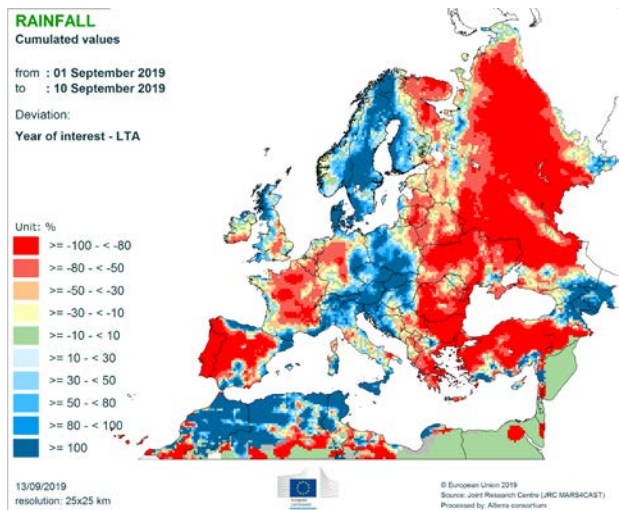 RAINFALL
Cumulated values
from : 01 September 2019
to : 10 September 2019
Deviation:
Year of interest - LTA
Unit: %
>= -100 - < -80
>= -80 - < -50
>= -50 - < -30
>= -30 - < -10
>= -10 - < 10
>= 10 - < 30
>= 30 - < 50
>= 50 - < 80
>= 80 - < 100
>= 100
13/09/2019
resolution: 25x25 km
© European Union 2019
Source: Joint Research Centre (JRC MARS4CAST)
Processed by: Alterra consortium